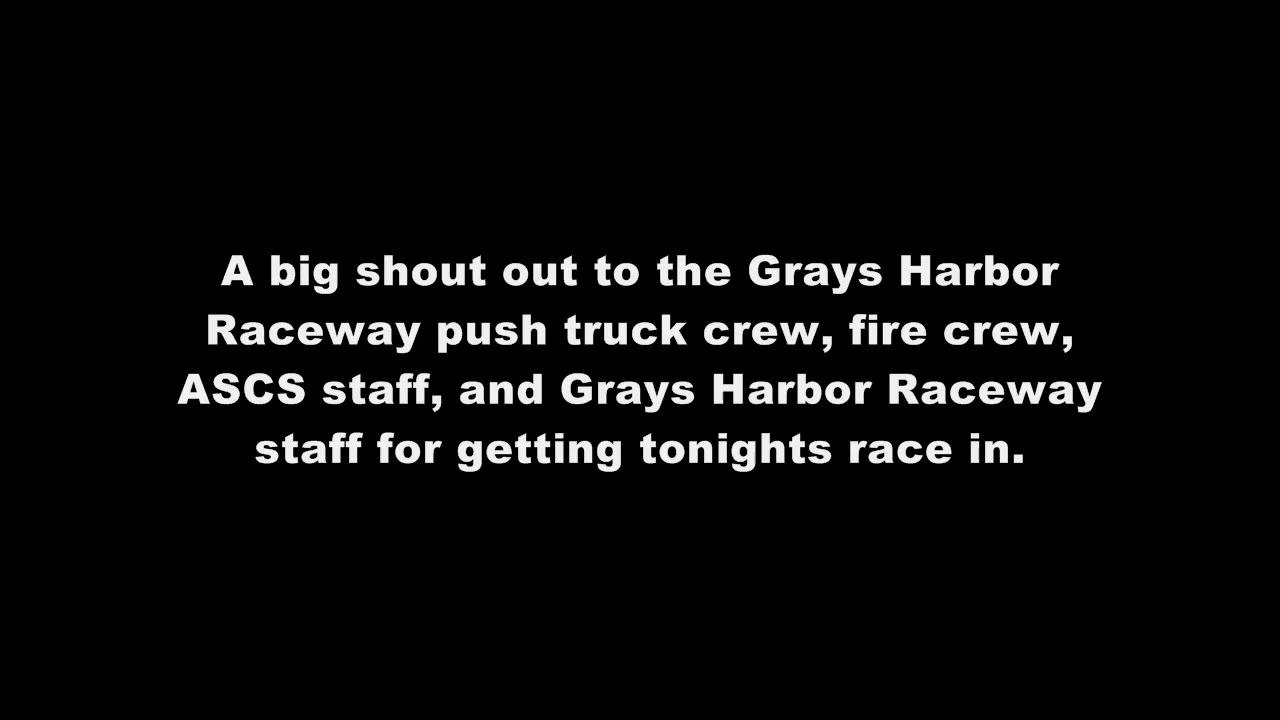 A big shout out to the Grays Harbor
Raceway push truck crew, fire crew,
ASCS staff, and Grays Harbor Raceway
staff for getting tonights race in.